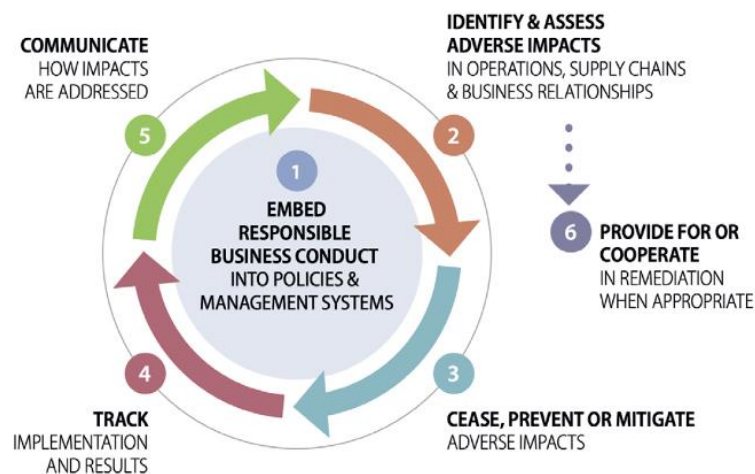 COMMUNICATE
HOW IMPACTS
ARE ADDRESSED
5
IDENTIFY & ASSESS
ADVERSE IMPACTS
IN OPERATIONS, SUPPLY CHAINS
& BUSINESS RELATIONSHIPS
2
1
EMBED
RESPONSIBLE
BUSINESS CONDUCT
INTO POLICIES &
MANAGEMENT SYSTEMS
6
PROVIDE FOR OR
COOPERATE
IN REMEDIATION
WHEN APPROPRIATE
4
TRACK
IMPLEMENTATION
AND RESULTS
3
CEASE, PREVENT OR MITIGATE
ADVERSE IMPACTS